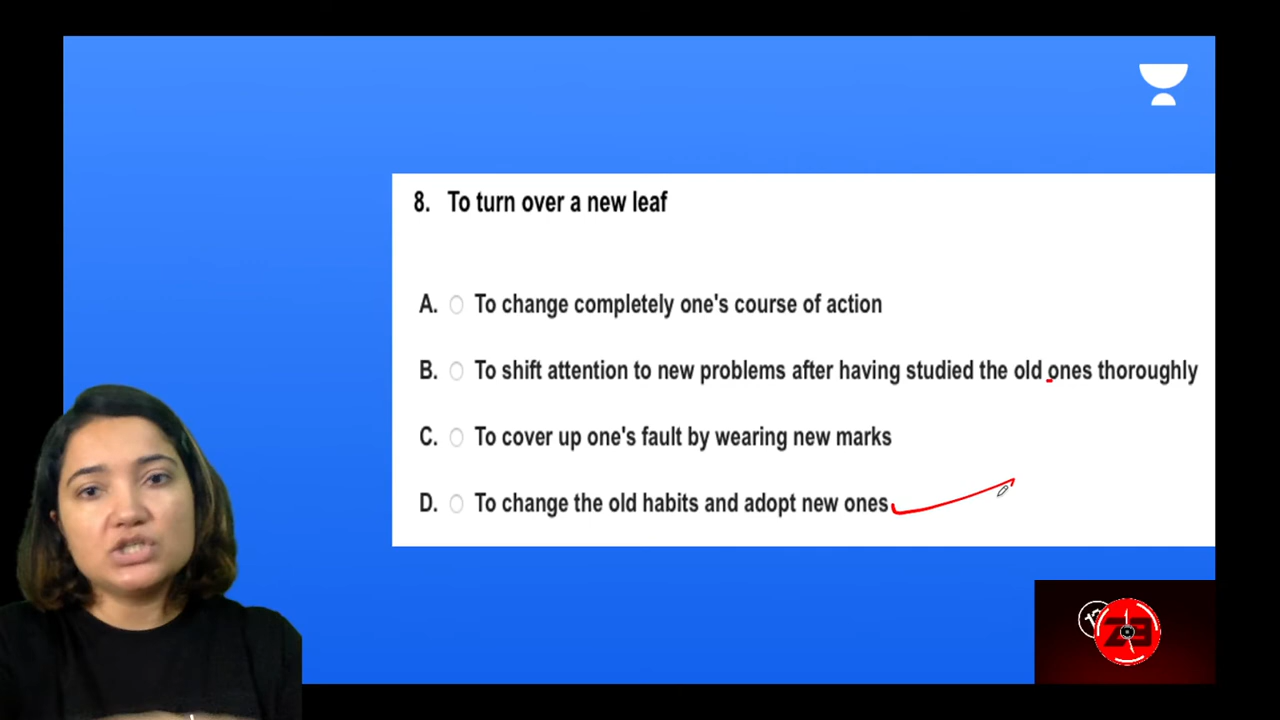 8. To turn over a new leaf
A. To change completely one's course of action
B. To shift attention to new problems after having studied the old ones thoroughly
C. To cover up one's fault by wearing new marks
D. To change the old habits and adopt new ones